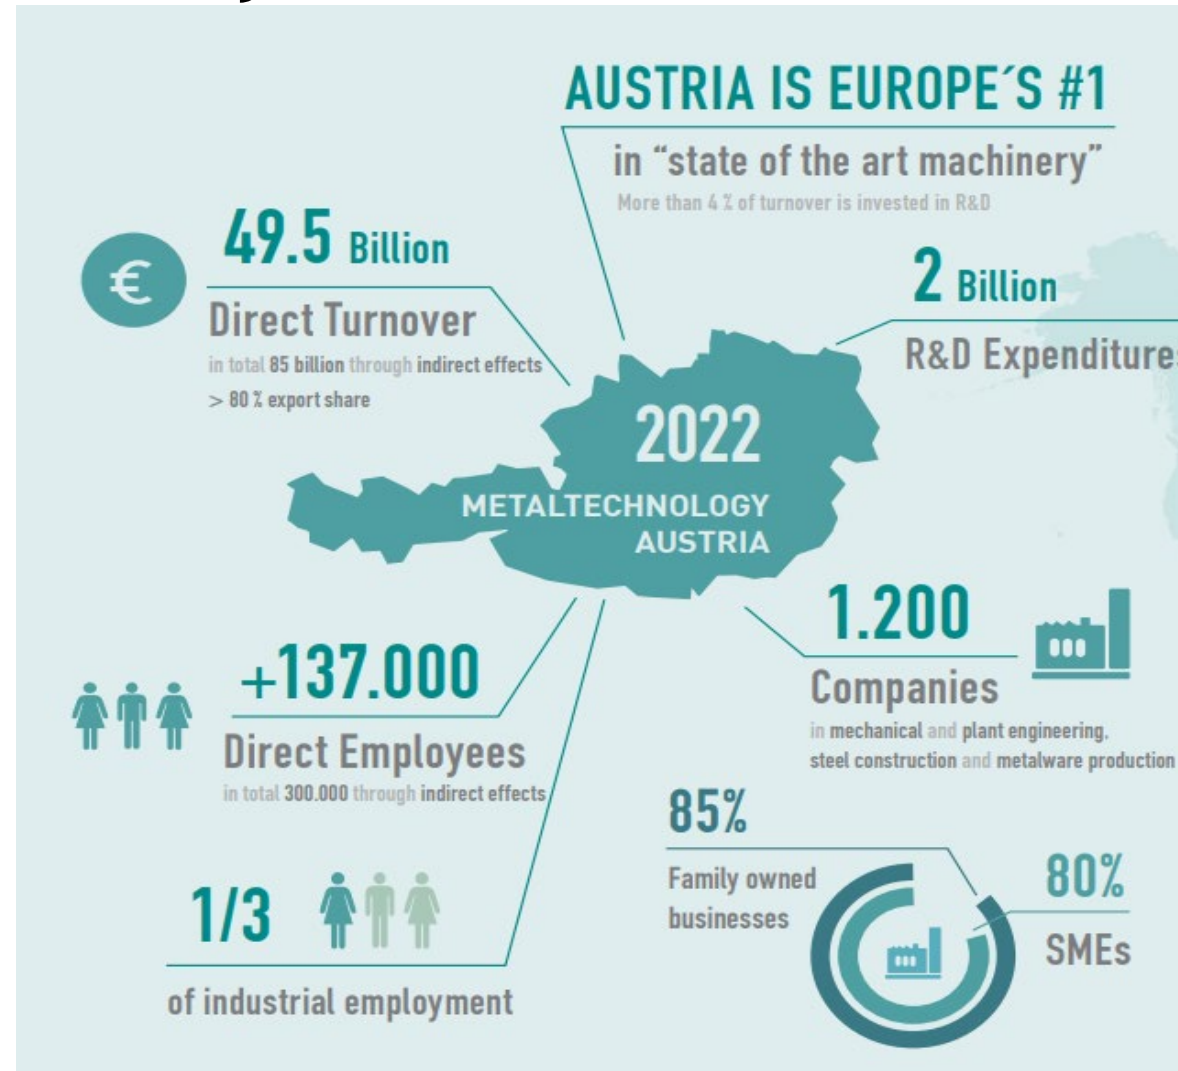 AUSTRIA IS EUROPE´S #1
in “state of the art machinery”
More than 4 % of turnover is invested in R&D
49.5 Billion
€
Direct Turnover
in total 85 billion through indirect effects
> 80 % export share
2 Billion
R&D Expenditures
2022
METALTECHNOLOGY
AUSTRIA
1.200
Companies
in mechanical and plant engineering,
steel construction and metalware production
+137.000
Direct Employees
in total 300.000 through indirect effects
1/3
of industrial employment
85%
Family owned
businesses
80%
SMEs